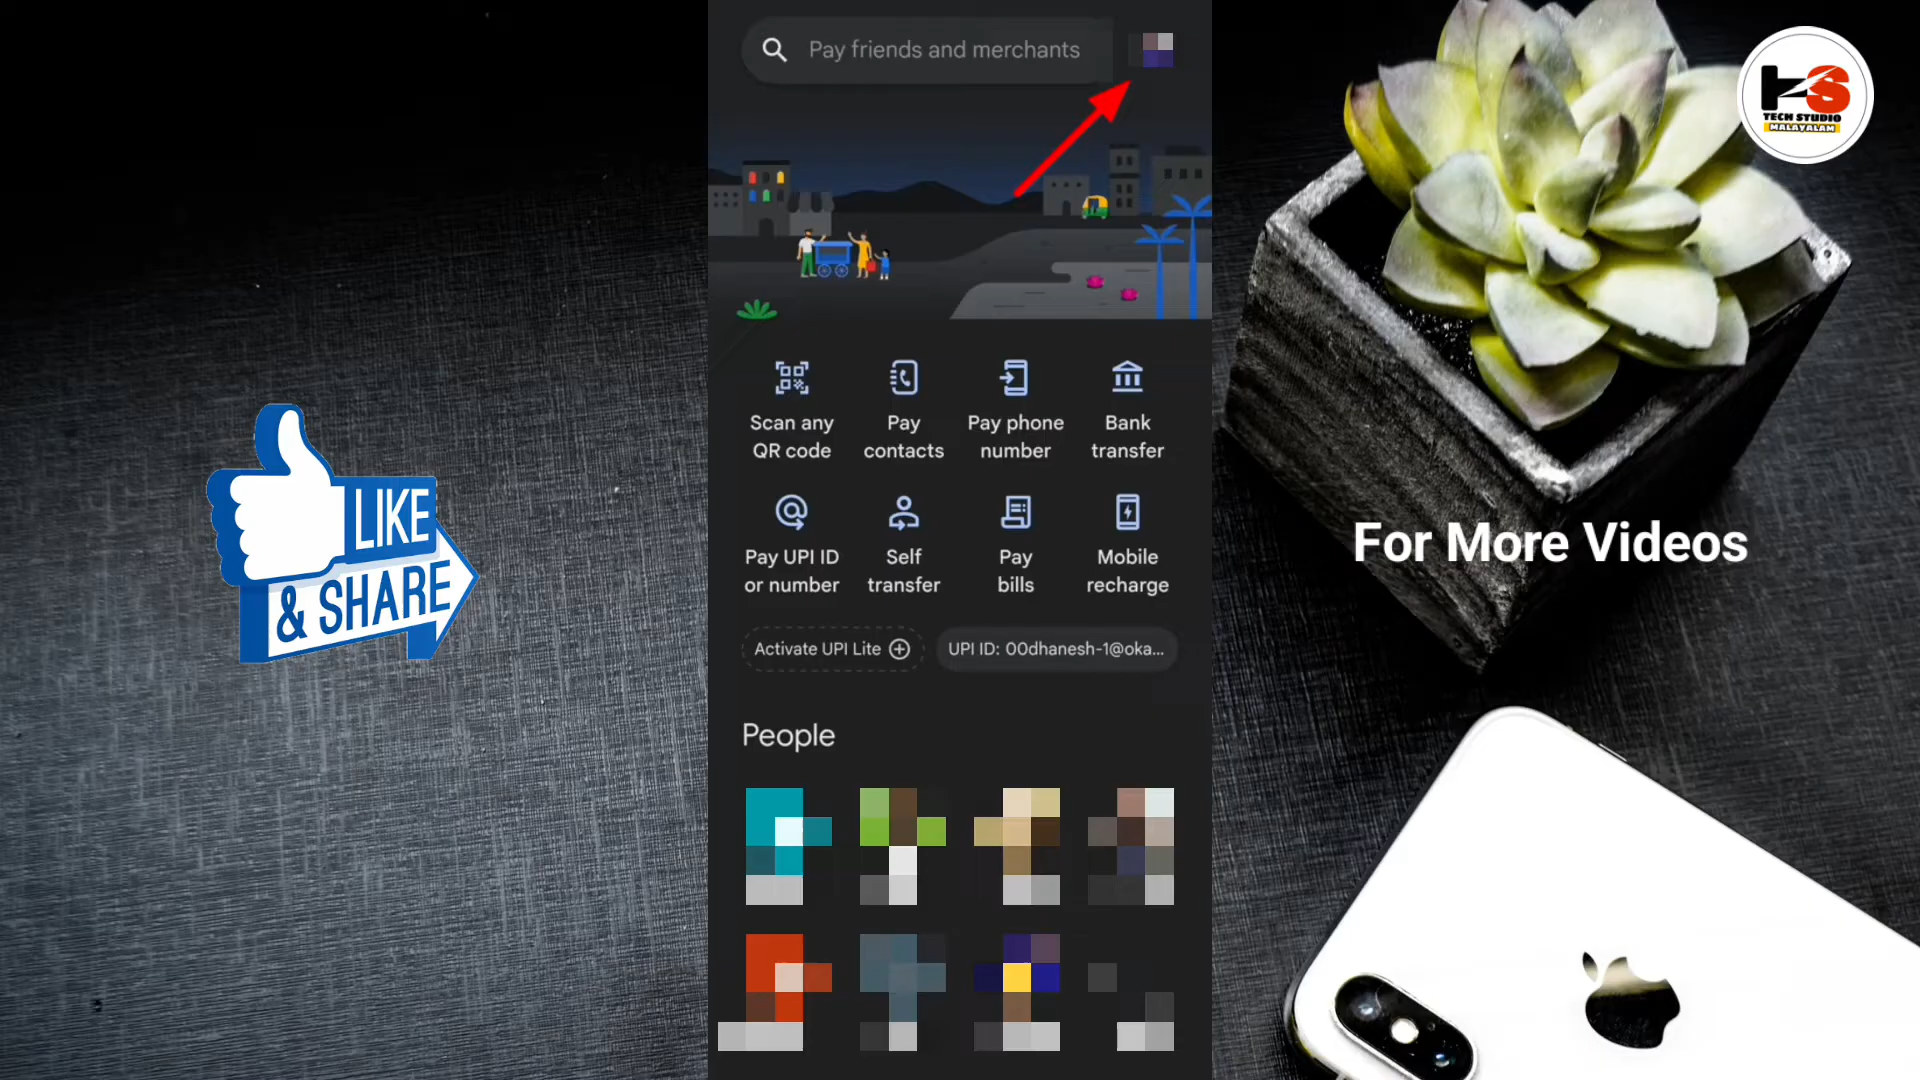 Pay friends and merchants
TECH STUDIO
MALAYALAM
Scan any
QR code
Pay
contacts
Pay phone
number
Bank
transfer
Pay UPI ID
or number
Self
transfer
Pay
bills
Mobile
recharge
Activate UPI Lite
UPI ID: 00dhanesh-1@oka...
People
LIKE
& SHARE
For More Videos